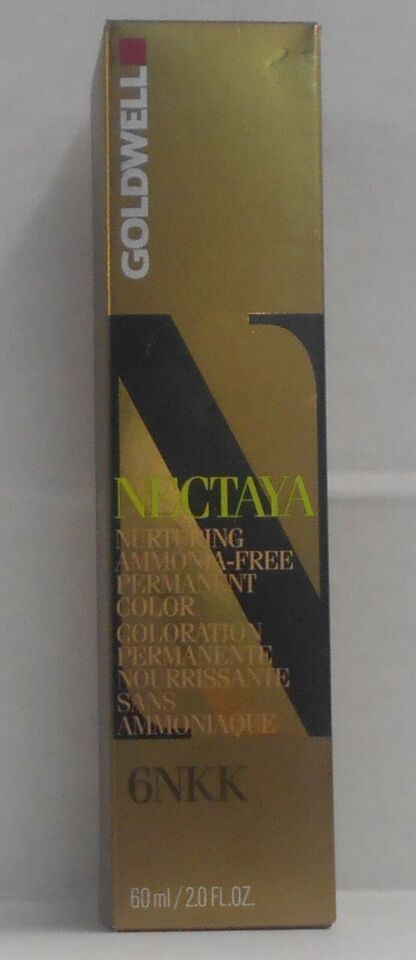 GOLDWELL
NECTAYA
NURTURING
AMMONIA-FREE
PERMANENT
COLOR
COLORATION
PERMANENTE
NOURRISSANTE
SANS
AMMONIAQUE
6NKK
60 ml / 2.0 FL.OZ.